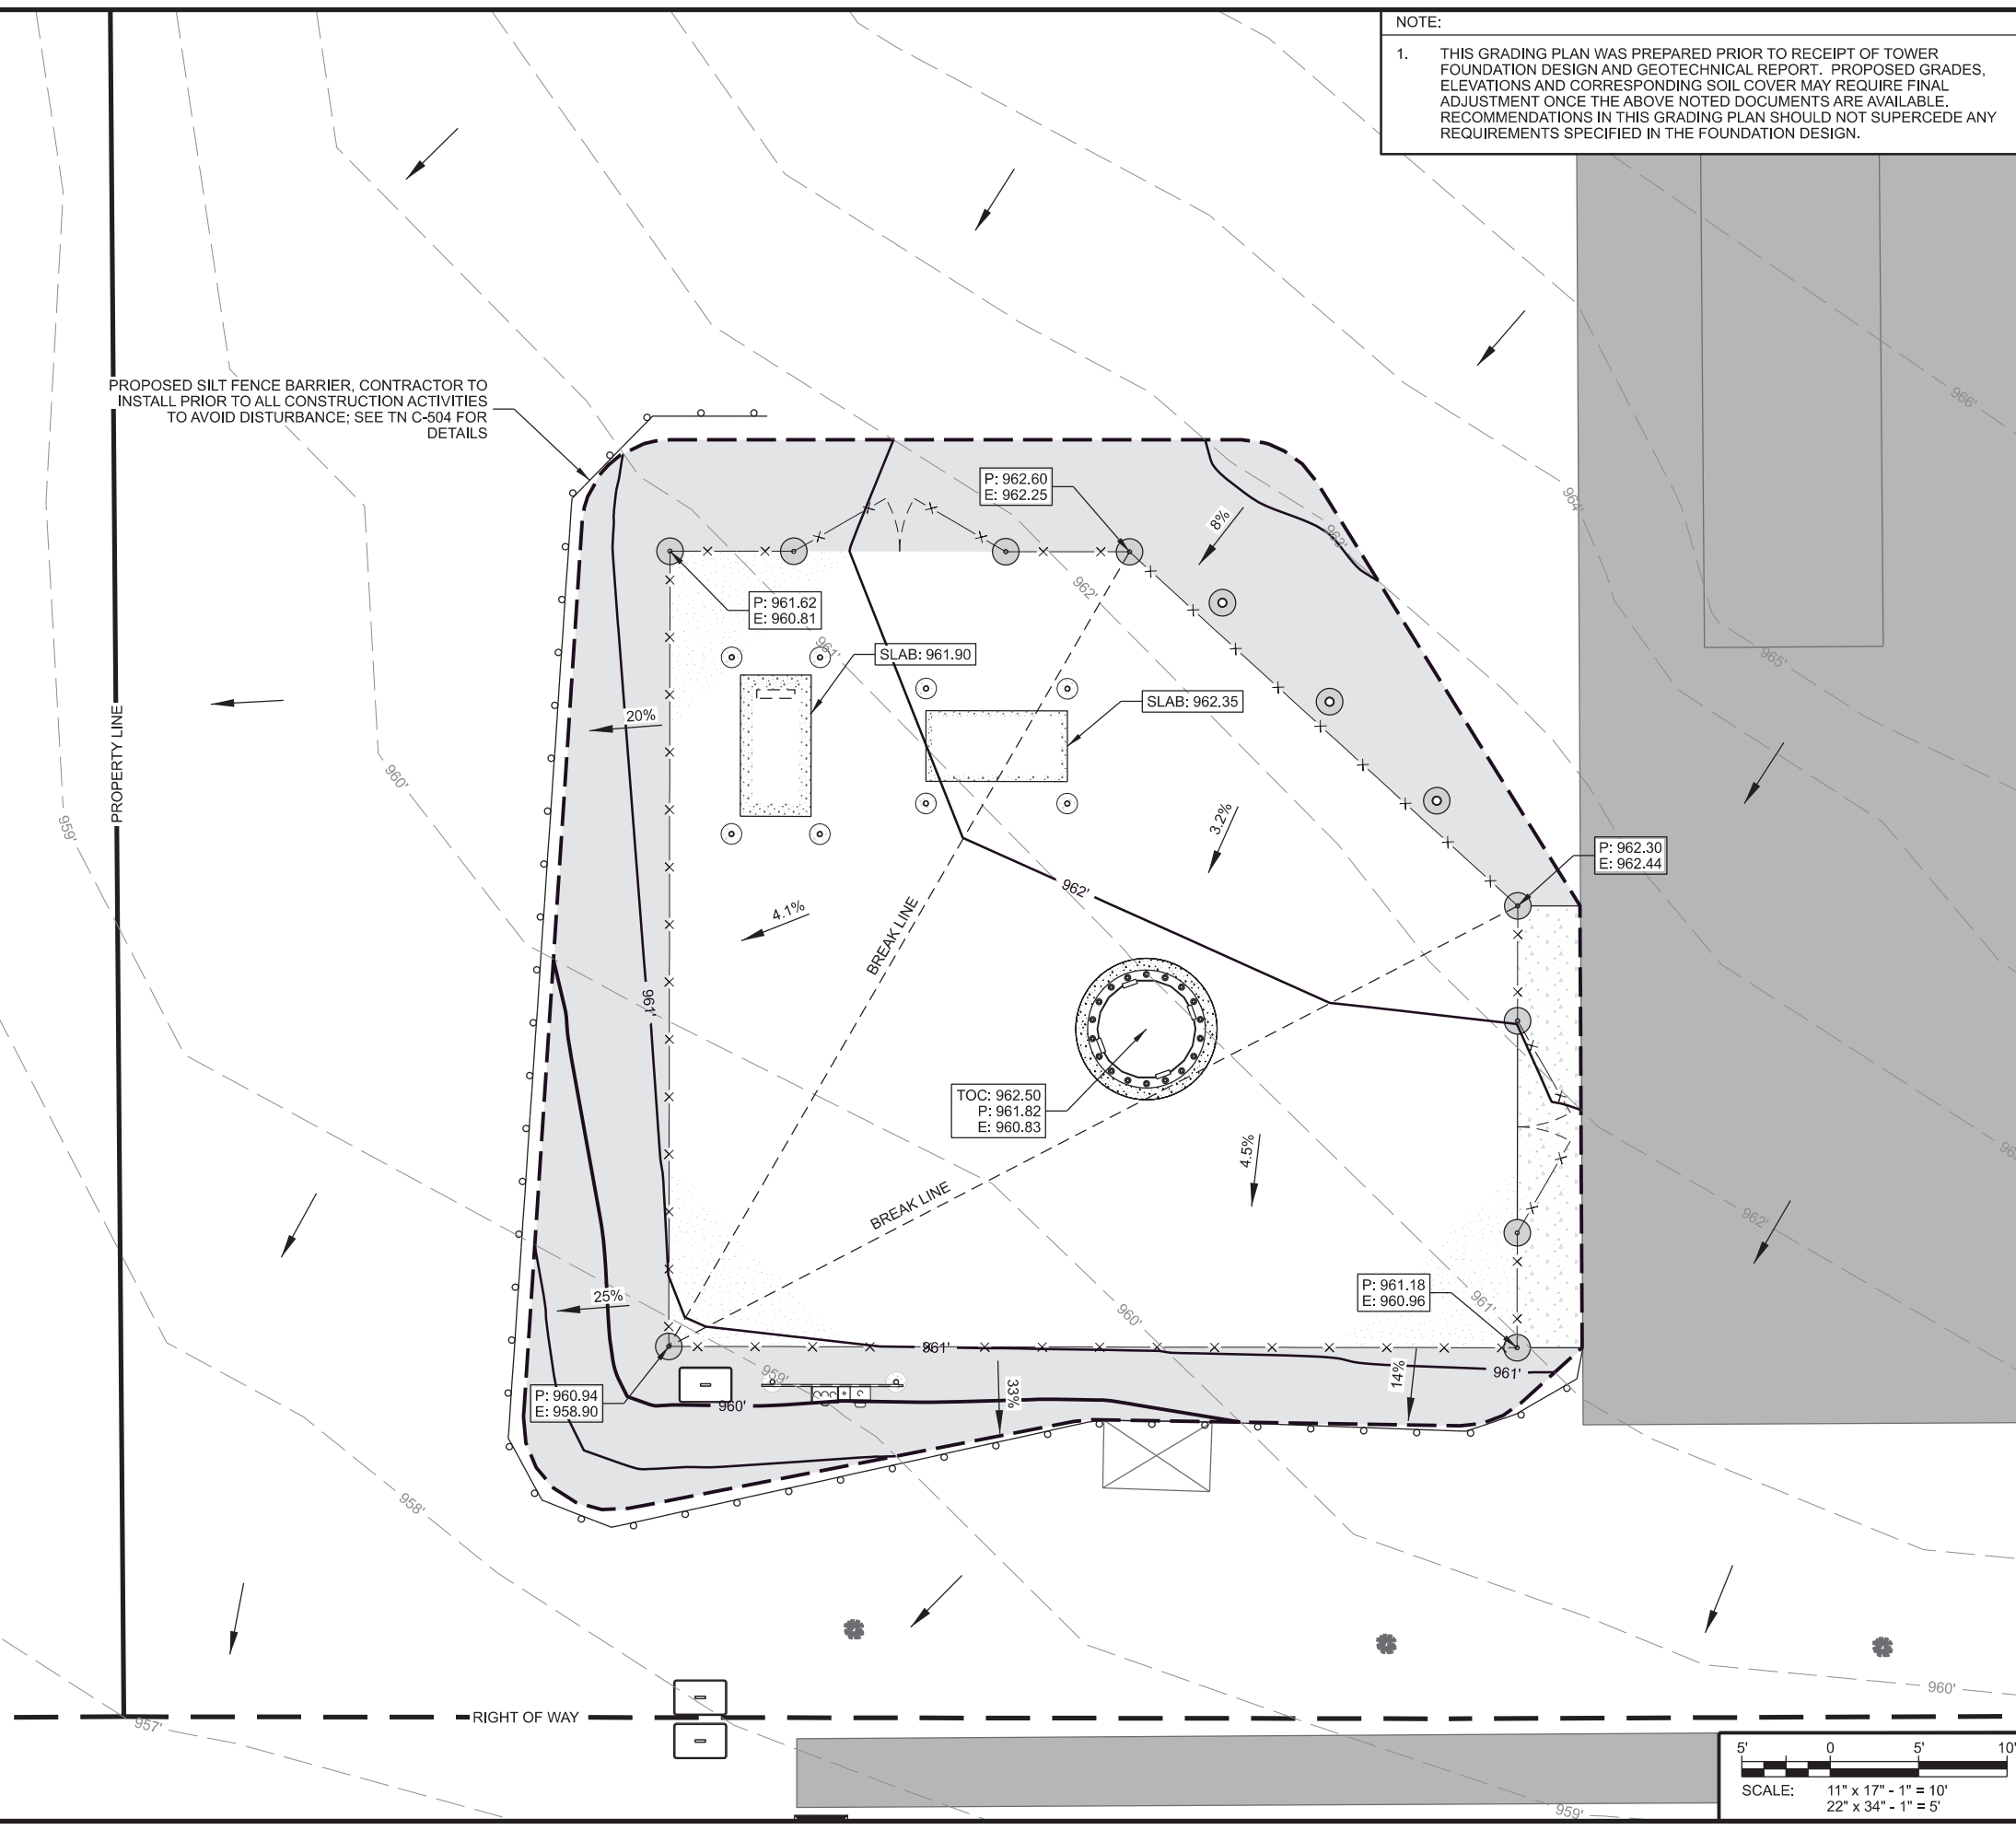 NOTE:
1. THIS GRADING PLAN WAS PREPARED PRIOR TO RECEIPT OF TOWER
FOUNDATION DESIGN AND GEOTECHNICAL REPORT. PROPOSED GRADES,
ELEVATIONS AND CORRESPONDING SOIL COVER MAY REQUIRE FINAL
ADJUSTMENT ONCE THE ABOVE NOTED DOCUMENTS ARE AVAILABLE.
RECOMMENDATIONS IN THIS GRADING PLAN SHOULD NOT SUPERCEDE ANY
REQUIREMENTS SPECIFIED IN THE FOUNDATION DESIGN.
PROPOSED SILT FENCE BARRIER, CONTRACTOR TO
INSTALL PRIOR TO ALL CONSTRUCTION ACTIVITIES
TO AVOID DISTURBANCE; SEE TN C-504 FOR
DETAILS
966'
964'
P: 962.60
E: 962.25
8%
963'
962'
P: 961.62
E: 960.81
961'
SLAB: 961.90
965'
SLAB: 962.35
20%
PROPERTY LINE
960'
959'
3.2%
P: 962.30
E: 962.44
962'
4.1%
BREAK LINE
961'
TOC: 962.50
P: 961.82
E: 960.83
4.5%
BREAK LINE
962'
25%
P: 961.18
E: 960.96
961'
960'
961'
959'
14%
961'
P: 960.94
E: 958.90
960'
33%
958'
960'
RIGHT OF WAY
957'
959'
5' 0 5' 10'
SCALE: 11" x 17" - 1" = 10'
22" x 34" - 1" = 5'